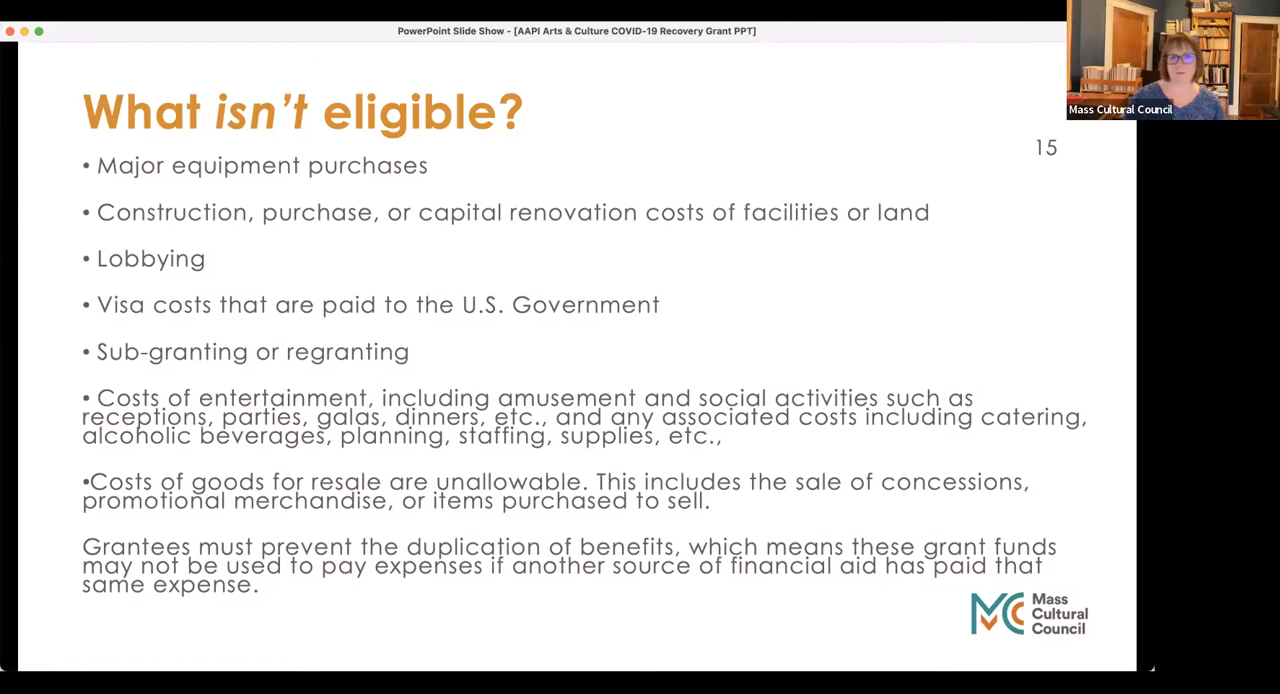 PowerPoint Slide Show - [AAPI Arts & Culture COVID-19 Recovery Grant PPT]
Mass Cultural Council
What isn't eligible?
15
• Major equipment purchases
• Construction, purchase, or capital renovation costs of facilities or land
• Lobbying
• Visa costs that are paid to the U.S. Government
• Sub-granting or regranting
• Costs of entertainment, including amusement and social activities such as
receptions, parties, galas, dinners, etc., and any associated costs including catering,
alcoholic beverages, planning, staffing, supplies, etc.,
•Costs of goods for resale are unallowable. This includes the sale of concessions,
promotional merchandise, or items purchased to sell.
Grantees must prevent the duplication of benefits, which means these grant funds
may not be used to pay expenses if another source of financial aid has paid that
same expense.
Mass
Cultural
Council